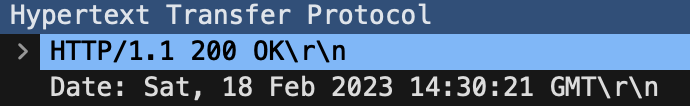 Hypertext Transfer Protocol
HTTP/1.1 200 OK\r\n
Date: Sat, 18 Feb 2023 14:30:21 GMT\r\n